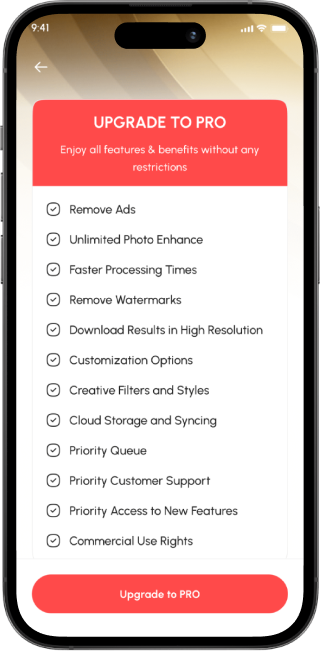 9:41
UPGRADE TO PRO
Enjoy all features & benefits without any
restrictions
Remove Ads
Unlimited Photo Enhance
Faster Processing Times
Remove Watermarks
Download Results in High Resolution
Customization Options
Creative Filters and Styles
Cloud Storage and Syncing
Priority Queue
Priority Customer Support
Priority Access to New Features
Commercial Use Rights
Upgrade to PRO